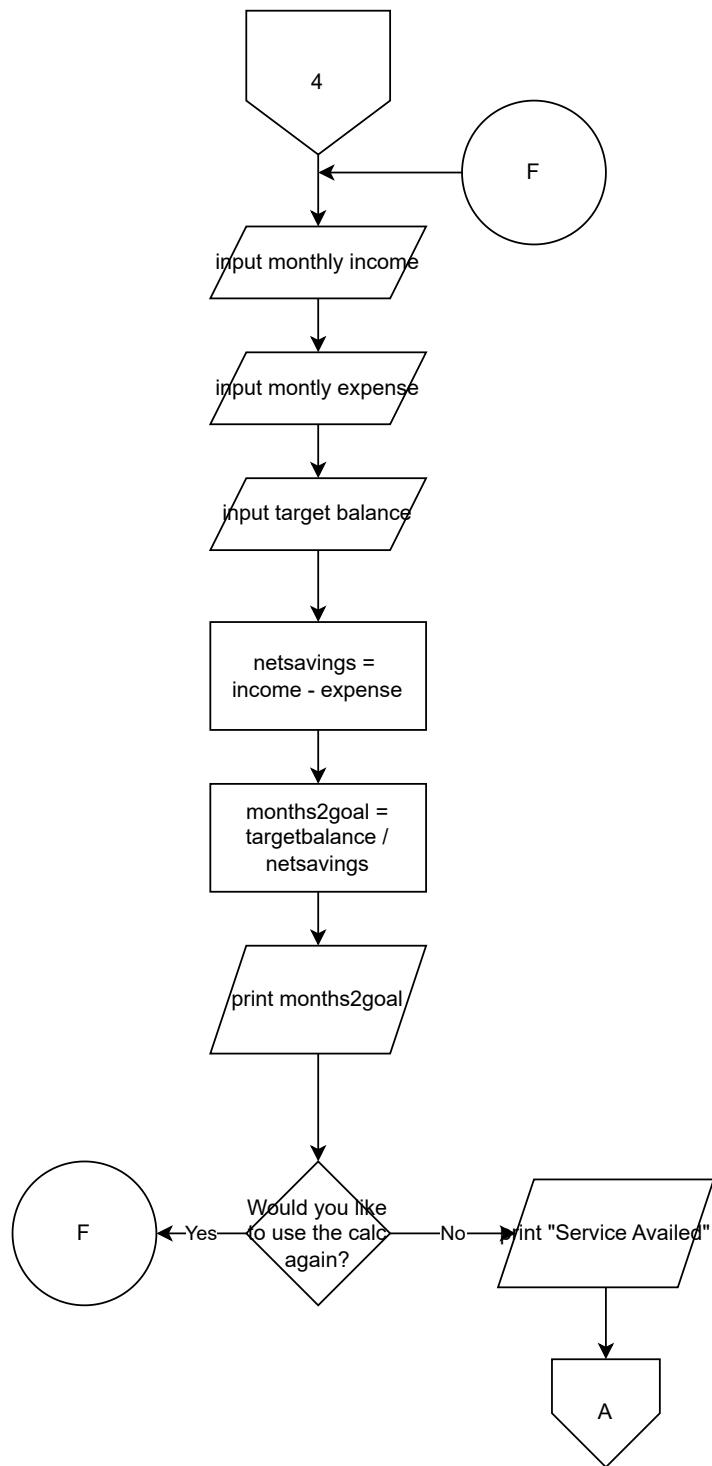 4
F
input monthly income
input montly expense
input target balance
netsavings =
income - expense
months2goal =
targetbalance /
netsavings
print months2goal
Would you like
to use the calc
again?
F
Yes
No
print "Service Availed"
A